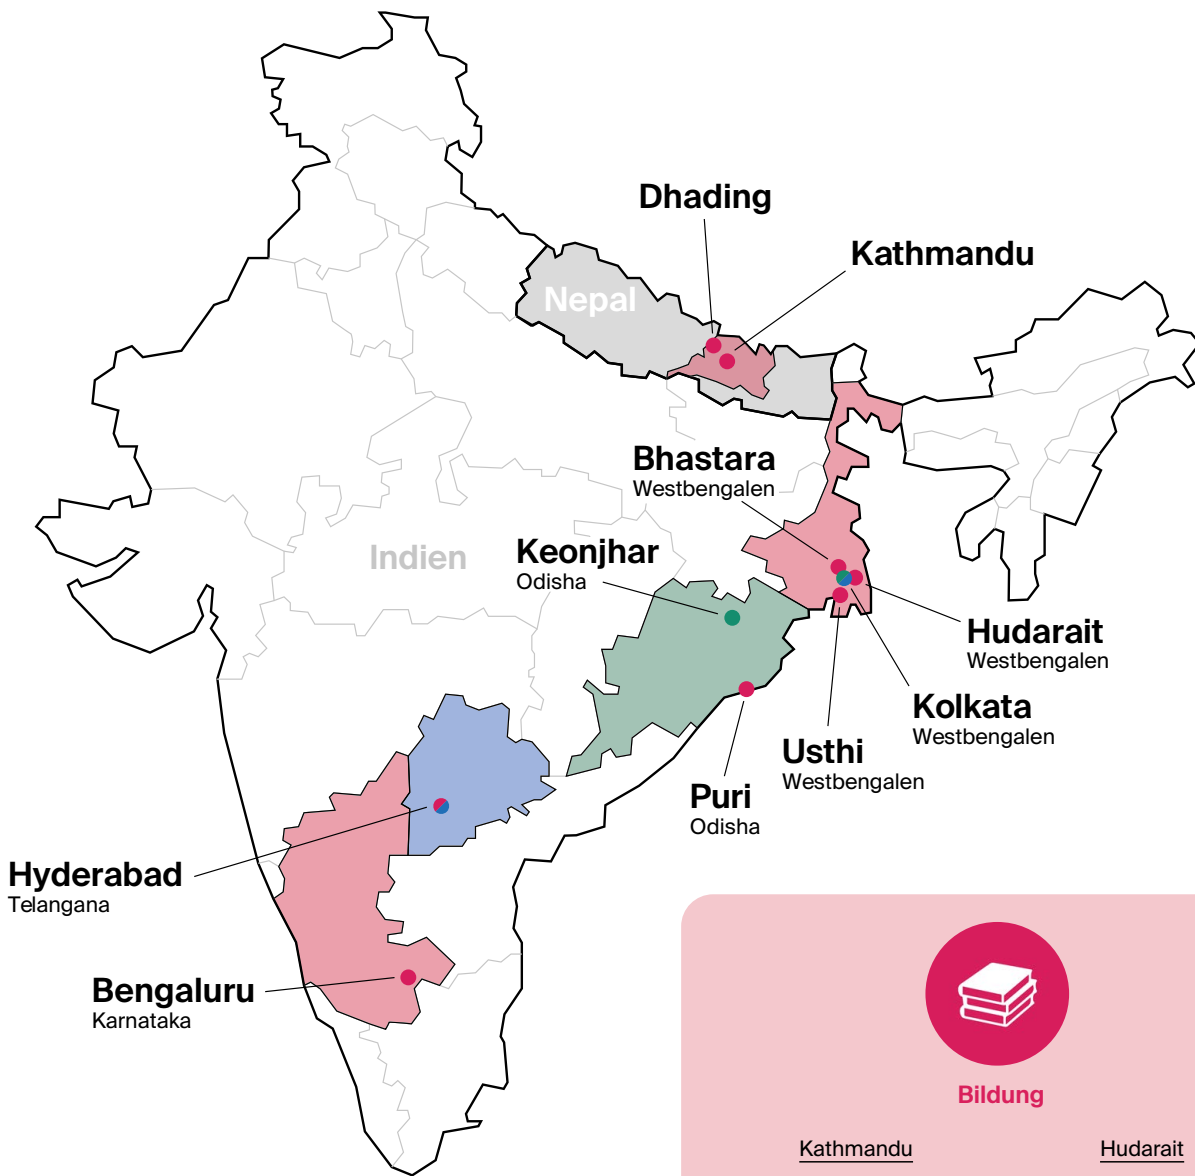 Dhading
Kathmandu
Nepal
Bhastara
Westbengalen
Indien
Keonjhar
Odisha
Hudarait
Westbengalen
Kolkata
Westbengalen
Usthi
Westbengalen
Puri
Odisha
Hyderabad
Telangana
Bengaluru
Karnataka
Bildung
Kathmandu
Hudarait